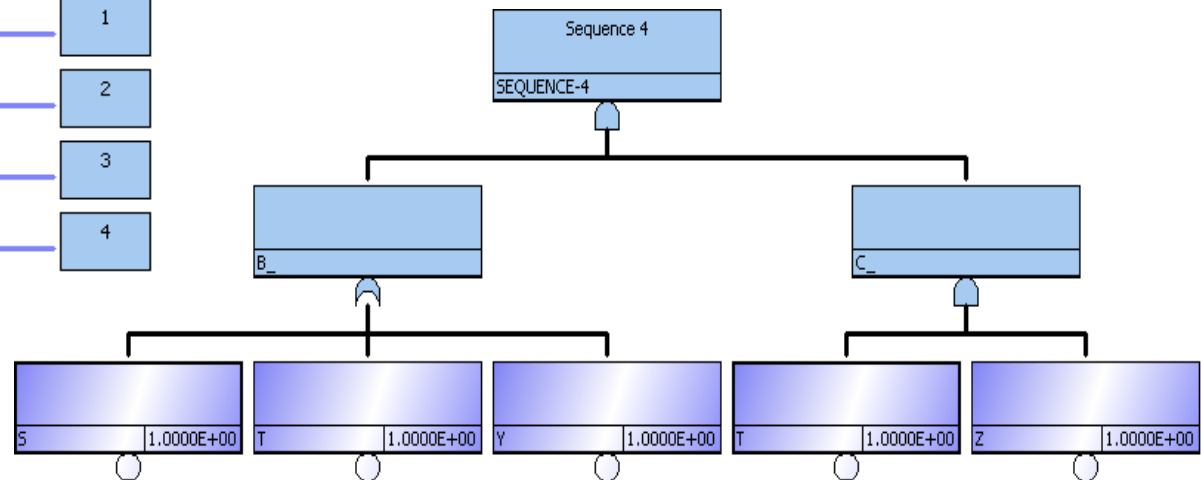 1
2
3
4
Sequence 4
SEQUENCE-4
B_
C_
S 1.0000E+00
T 1.0000E+00
Y 1.0000E+00
T 1.0000E+00
Z 1.0000E+00